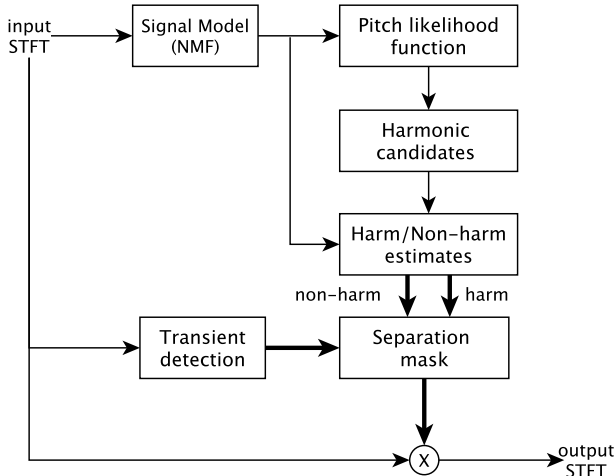 input
STFT
Signal Model
(NMF)
Pitch likelihood
function
Harmonic
candidates
Harm/Non-harm
estimates
non-harm
harm
Transient
detection
Separation
mask
X
output
STFT